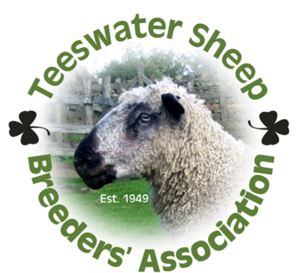 Teeswater Sheep
Est. 1949
Breeders' Association